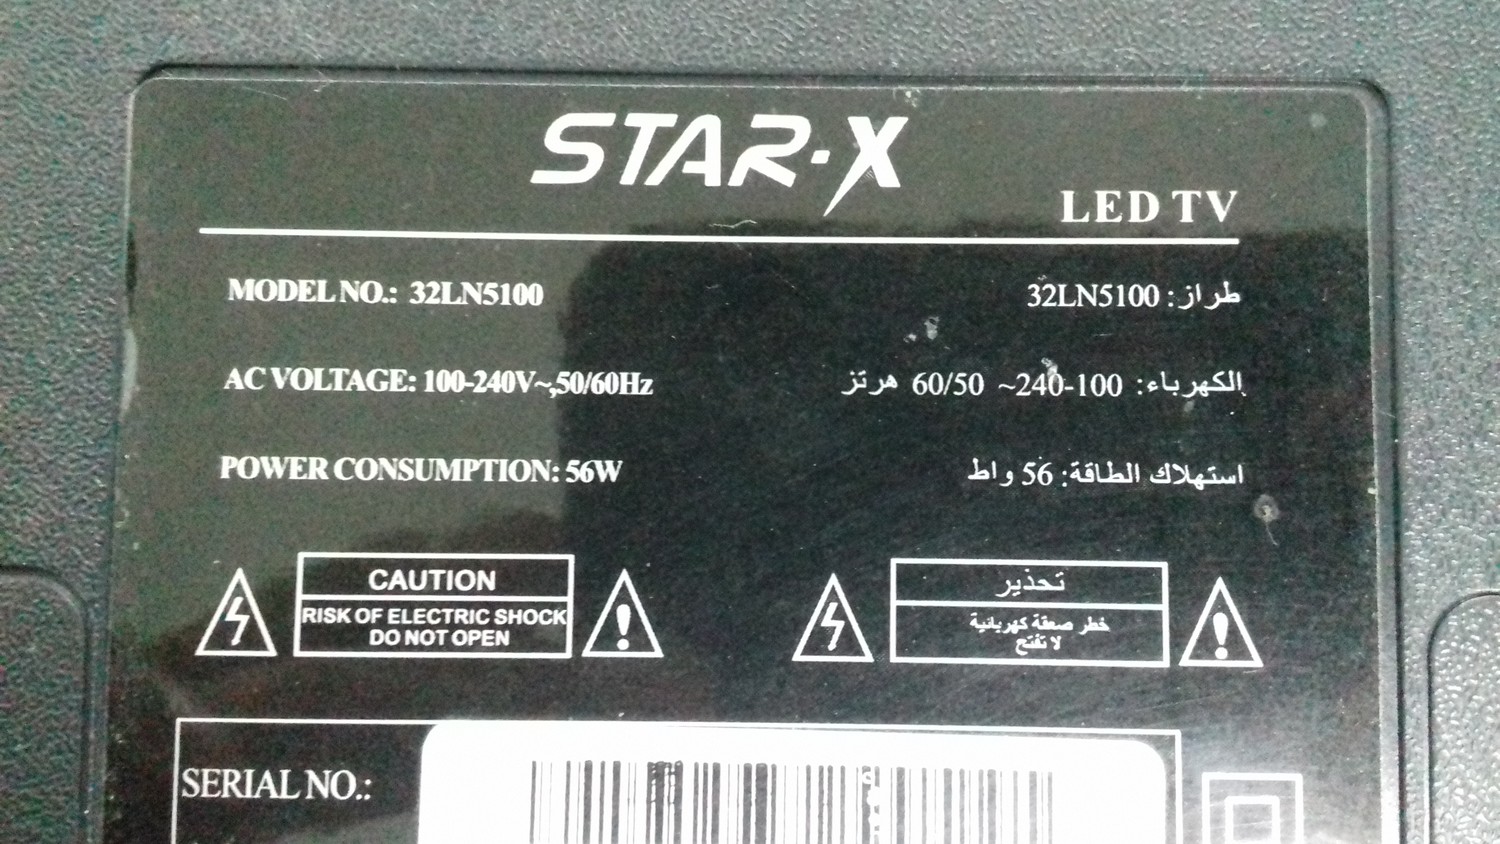 STAR-X
LED TV
MODEL NO.: 32LN5100
طراز: 32LN5100
AC VOLTAGE: 100-240V~,50/60Hz
الكهرباء: 100-240~ 60/50 هرتز
POWER CONSUMPTION: 56W
استهلاك الطاقة: 56 واط
CAUTION
RISK OF ELECTRIC SHOCK
DO NOT OPEN
تحذير
خطر صعقة كهربائية
لا تفتح
SERIAL NO.: